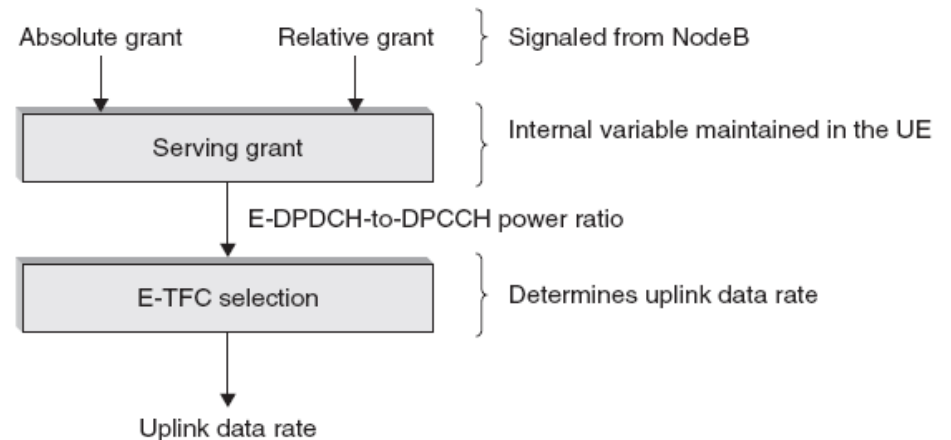 Absolute grant
Relative grant
Signaled from NodeB
Serving grant
Internal variable maintained in the UE
E-DPDCH-to-DPCCH power ratio
E-TFC selection
Determines uplink data rate
Uplink data rate